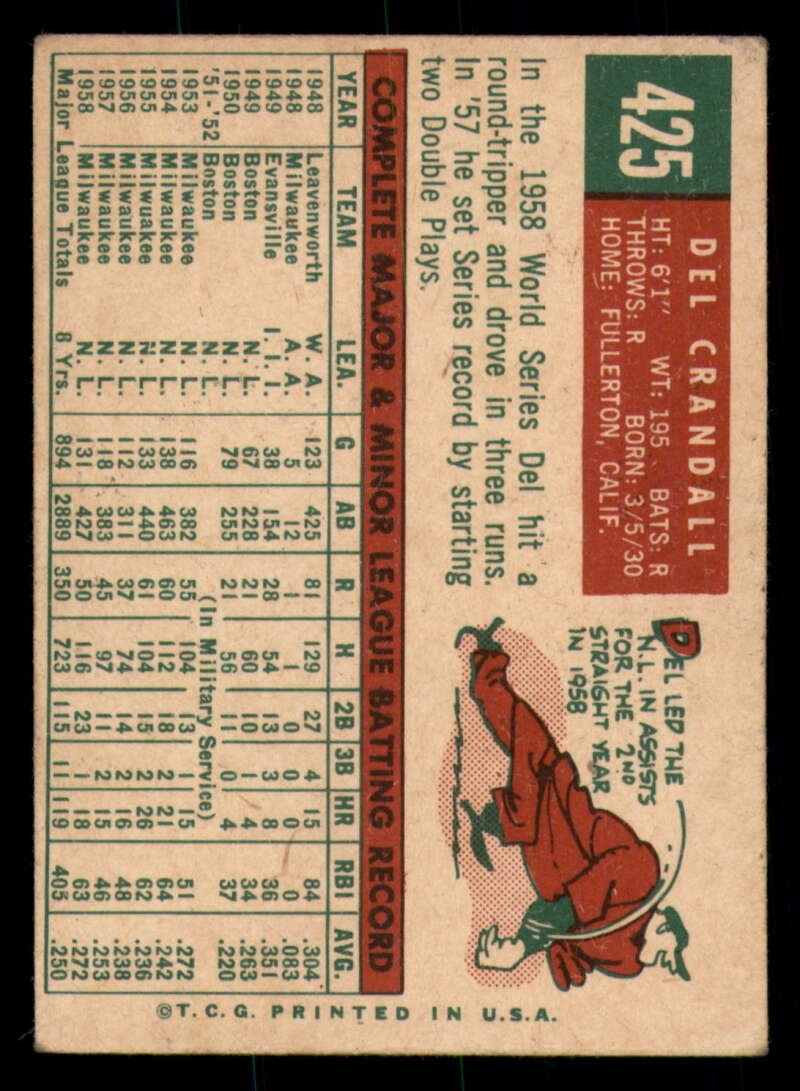 425
DEL CRANDALL
HT: 6'1" WT: 195 BATS: R
THROWS: R BORN: 3/5/30
HOME: FULLERTON, CALIF.
In the 1958 World Series Del hit a
round-tripper and drove in three runs.
In '57 he set Series record by starting
two Double Plays.
DEL LED THE
N.L. IN ASSISTS
FOR THE 2ND
STRAIGHT YEAR
IN 1958
COMPLETE MAJOR & MINOR LEAGUE BATTING RECORD
YEAR TEAM LEA. G AB R H 2B 3B HR RBI AVG.
1948 Leavenworth W. A. 123 425 81 129 27 4 15 84 .304
1948 Milwaukee A. A. 5 12 1 1 0 0 0 0 .083
1949 Evansville I. I. I 38 154 28 54 13 3 8 36 .351
1949 Boston N. L. 67 228 21 60 10 1 4 34 .263
1950 Boston N. L. 79 255 21 56 11 0 4 37 .220
'51-'52 Boston N. L. (In Military Service)
1953 Milwaukee N. L. 116 382 55 104 13 1 15 51 .272
1954 Milwaukee N. L. 138 463 60 112 18 2 21 64 .242
1955 Milwaukee N. L. 133 440 61 104 15 2 26 62 .236
1956 Milwaukee N. L. 112 311 37 74 14 2 16 48 .238
1957 Milwaukee N. L. 118 383 45 97 11 2 15 46 .253
1958 Milwaukee N. L. 131 427 50 116 23 1 18 63 .272
Major League Totals 8 Yrs. 894 2889 350 723 115 11 119 405 .250
©T. C. G. PRINTED IN U.S.A.